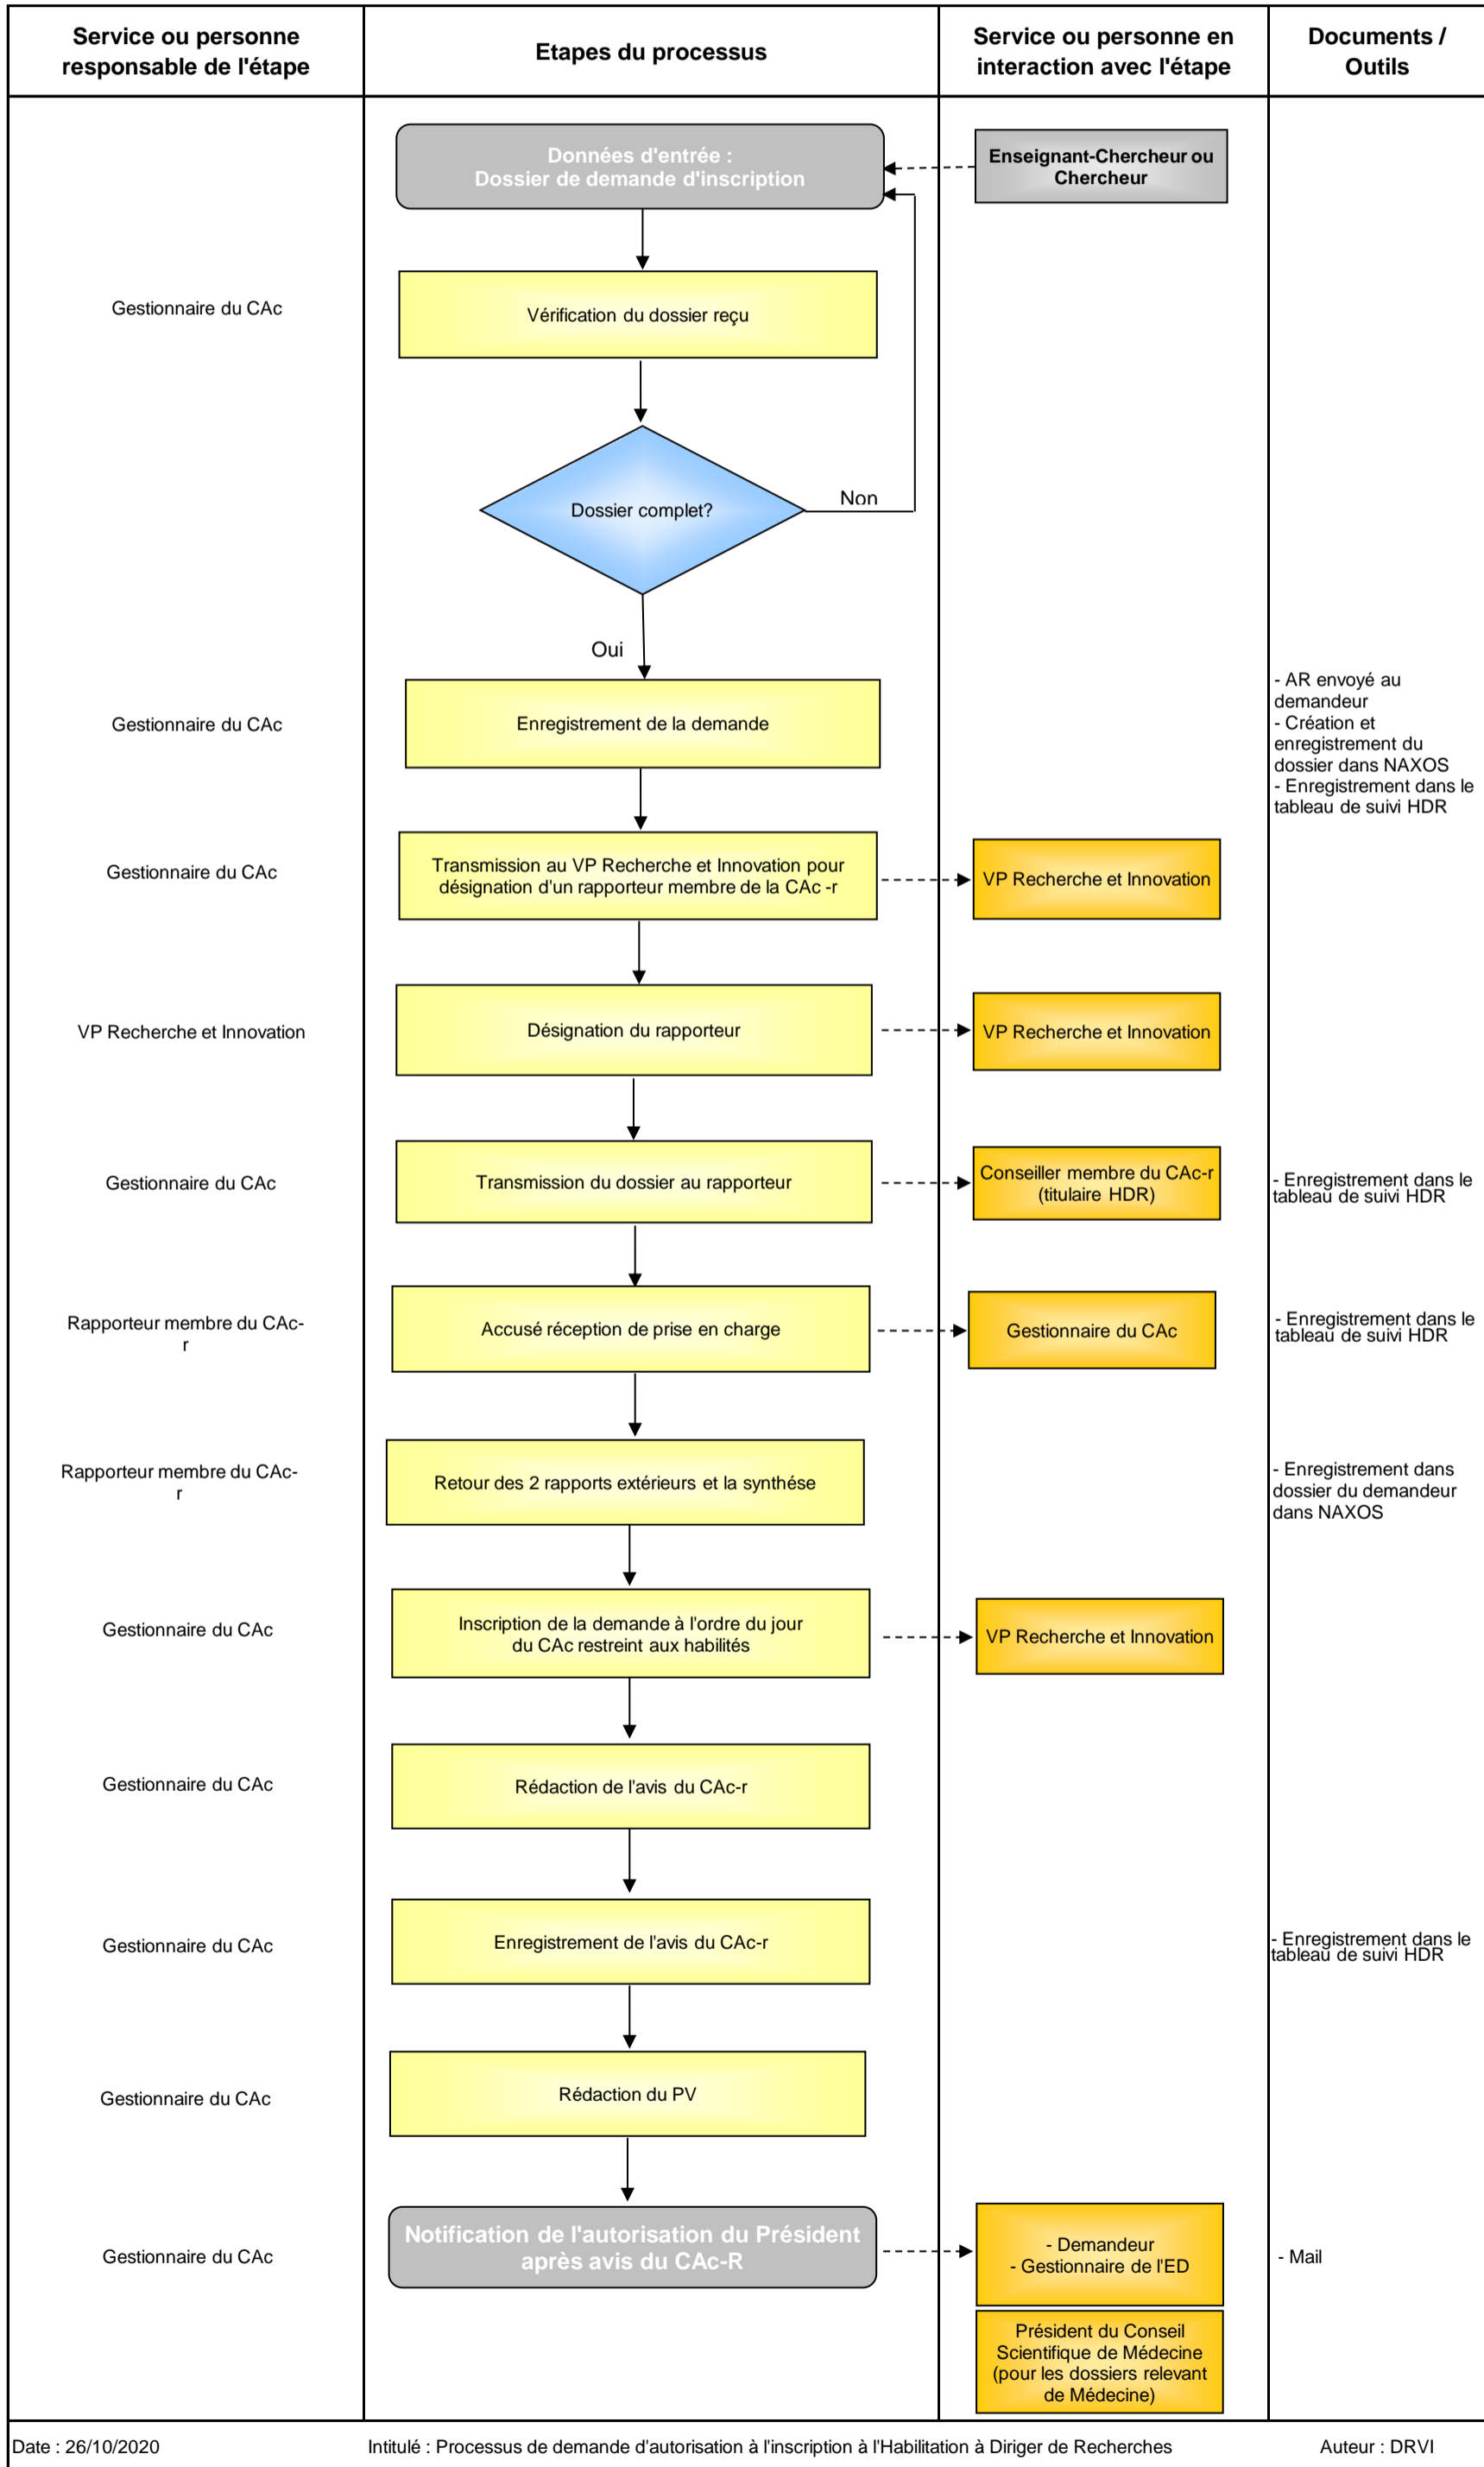 Service ou personne
responsable de l'étape
Etapes du processus
Service ou personne en
interaction avec l'étape
Documents /
Outils
Données d'entrée :
Dossier de demande d'inscription
Enseignant-Chercheur ou
Chercheur
Gestionnaire du CAc
Vérification du dossier reçu
Dossier complet?
Non
Oui
Gestionnaire du CAc
Enregistrement de la demande
- AR envoyé au
demandeur
- Création et
enregistrement du
dossier dans NAXOS
- Enregistrement dans le
tableau de suivi HDR
Gestionnaire du CAc
Transmission au VP Recherche et Innovation pour
désignation d'un rapporteur membre de la CAc -r
VP Recherche et Innovation
VP Recherche et Innovation
Désignation du rapporteur
VP Recherche et Innovation
Gestionnaire du CAc
Transmission du dossier au rapporteur
Conseiller membre du CAc-r
(titulaire HDR)
- Enregistrement dans le
tableau de suivi HDR
Rapporteur membre du CAc-
r
Accusé réception de prise en charge
Gestionnaire du CAc
- Enregistrement dans le
tableau de suivi HDR
Rapporteur membre du CAc-
r
Retour des 2 rapports extérieurs et la synthése
- Enregistrement dans
dossier du demandeur
dans NAXOS
Gestionnaire du CAc
Inscription de la demande à l'ordre du jour
du CAc restreint aux habilités
VP Recherche et Innovation
Gestionnaire du CAc
Rédaction de l'avis du CAc-r
Gestionnaire du CAc
Enregistrement de l'avis du CAc-r
- Enregistrement dans le
tableau de suivi HDR
Gestionnaire du CAc
Rédaction du PV
Gestionnaire du CAc
Notification de l'autorisation du Président
après avis du CAc-R
- Demandeur
- Gestionnaire de l'ED
- Mail
Président du Conseil
Scientifique de Médecine
(pour les dossiers relevant
de Médecine)
Date : 26/10/2020
Intitulé : Processus de demande d'autorisation à l'inscription à l'Habilitation à Diriger de Recherches
Auteur : DRVI